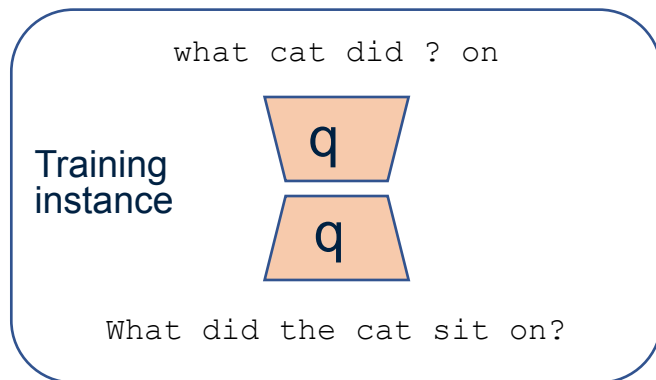 what cat did ? on
q
Training
instance
q
What did the cat sit on?